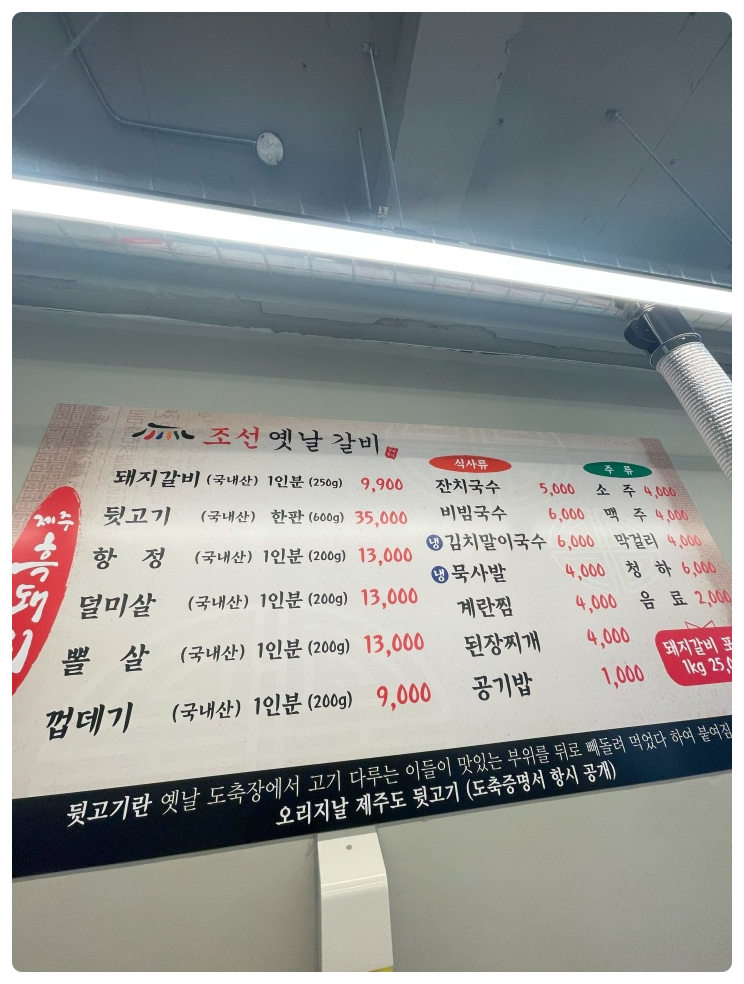 조선 옛날 갈비
제주
흑돼지
돼지갈비 (국내산) 1인분 (250g) 9,900
뒷고기 (국내산) 한판 (600g) 35,000
항 정 (국내산) 1인분 (200g) 13,000
덜미살 (국내산) 1인분 (200g) 13,000
뽈 살 (국내산) 1인분 (200g) 13,000
껍데기 (국내산) 1인분 (200g) 9,000
식사류
잔치국수 5,000
비빔국수 6,000
냉 김치말이국수 6,000
냉 묵사발 4,000
계란찜 4,000
된장찌개 4,000
공기밥 1,000
주 류
소 주 4,000
맥 주 4,000
막걸리 4,000
청 하 6,000
음 료 2,000
돼지갈비
1kg
뒷고기란 옛날 도축장에서 고기 다루는 이들이 맛있는 부위를 뒤로 빼돌려 먹었다 하여 붙여짐
오리지날 제주도 뒷고기 (도축증명서 항시 공개)